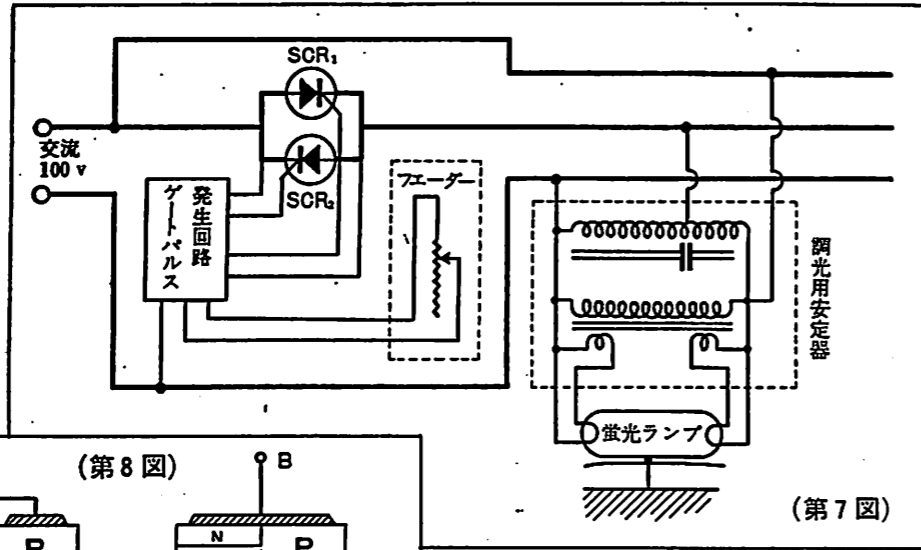 SCR₁
交流
100 v
SCR₂
ゲートパルス
発生回路
フエーダー
調光用安定器
蛍光ランプ
(第7図)
(第8図)
B
N
P
P